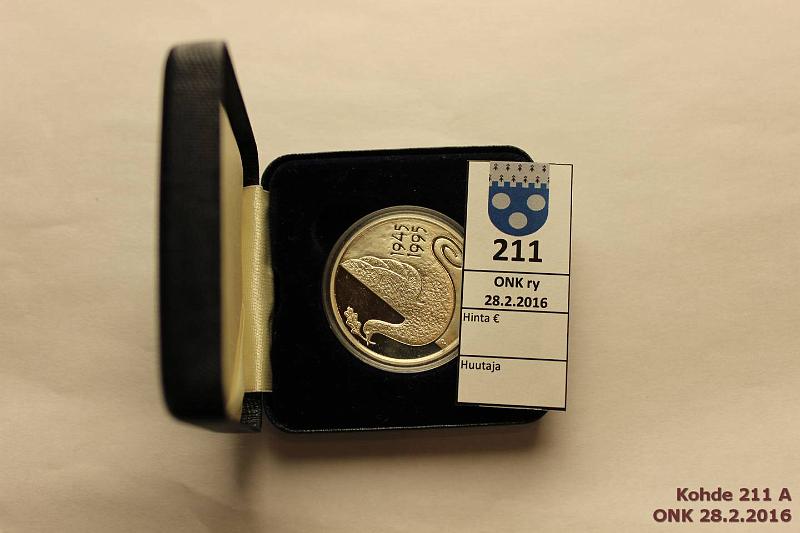 1945
1995
211
ONK ry
28.2.2016
Hinta €
Huutaja
Kohde 211 A
ONK 28.2.2016